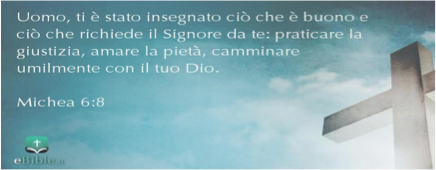 Uomo, ti è stato insegnato ciò che è buono e
ciò che richiede il Signore da te: praticare la
giustizia, amare la pietà, camminare
umilmente con il tuo Dio.
Michea 6:8